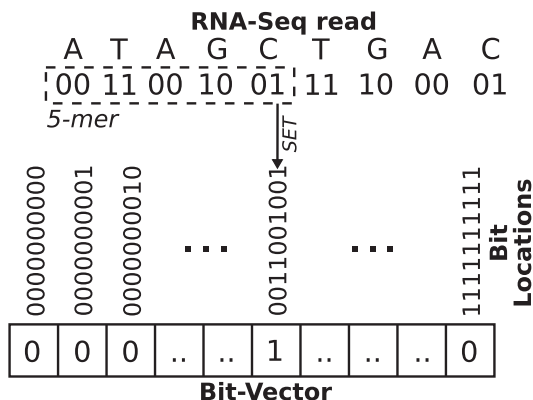 RNA-Seq read
A T A G C T G A C
00 11 00 10 01 11 10 00 01
5-mer
SET
0000000000 0000000001 0000000010 ... 0011001001 ... 1111111111
Bit
Locations
0 0 0 .. .. 1 .. .. .. 0
Bit-Vector